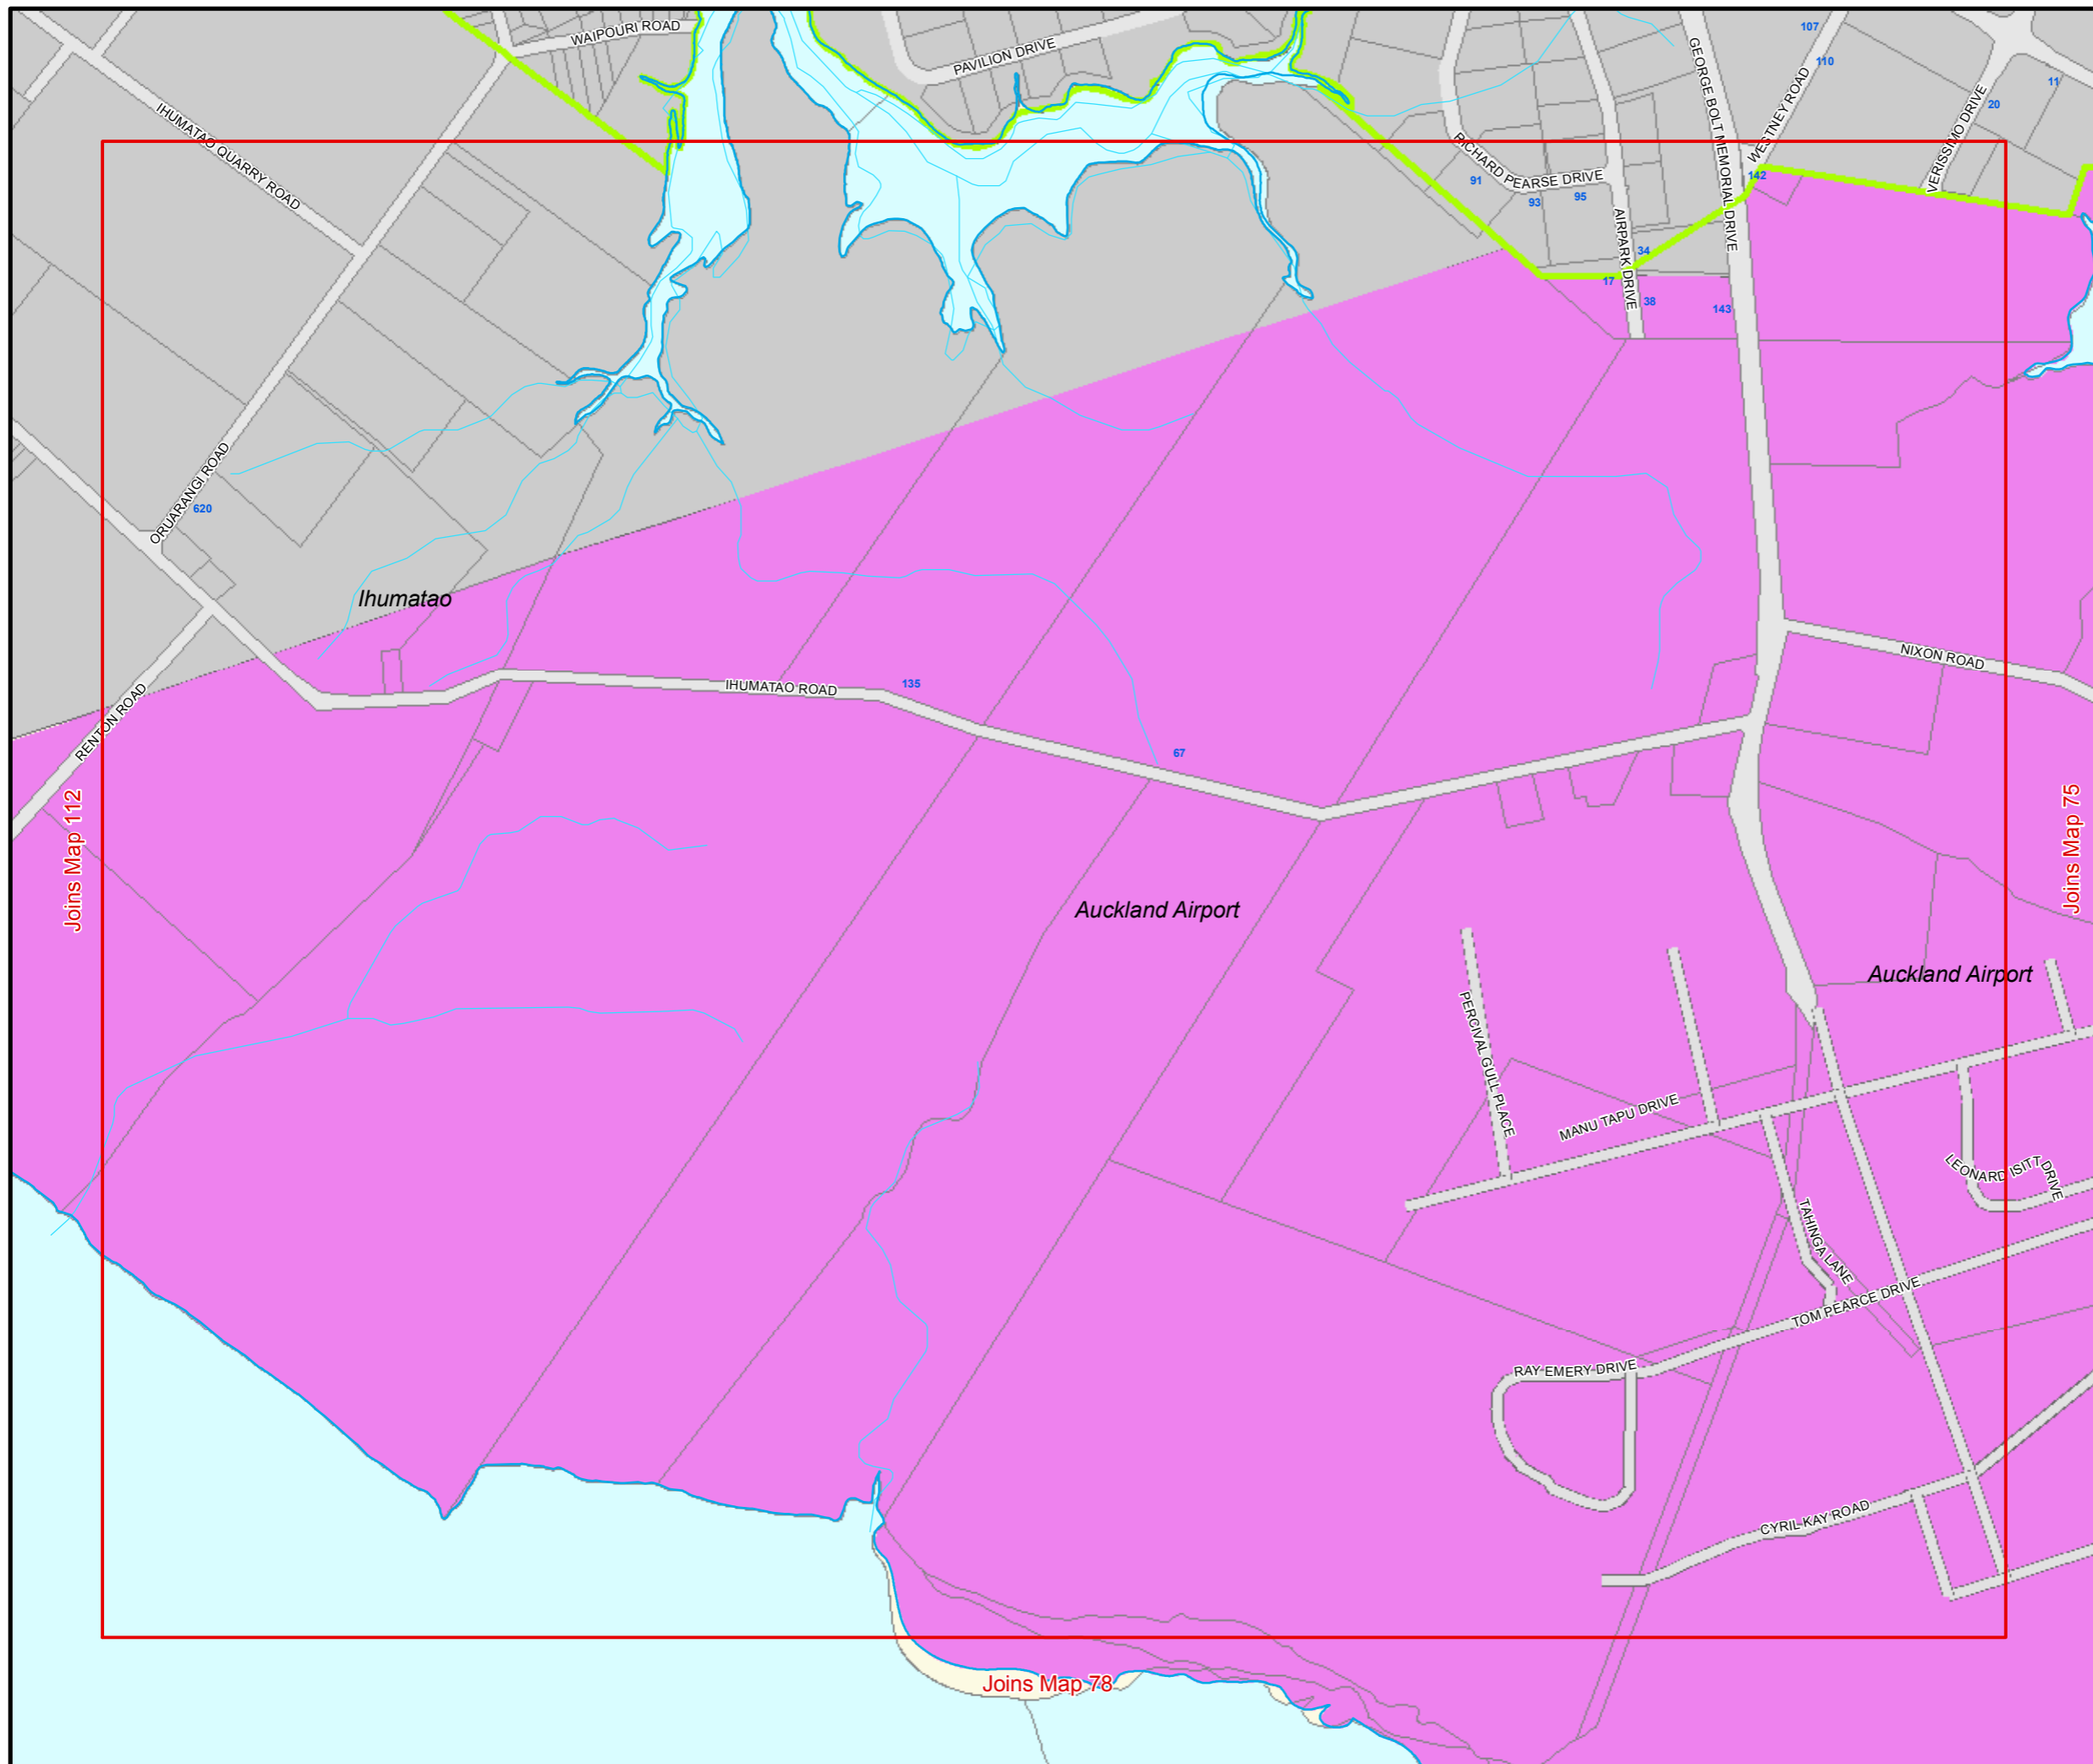 WAIPOURI ROAD
PAVILION DRIVE
107
110
11
20
GEORGE BOLT MEMORIAL DRIVE
WESTNEY ROAD
VERISSIMO DRIVE
IHUMATAO QUARRY ROAD
RICHARD PEARSE DRIVE
91
93
95
142
AIRPARK DRIVE
34
17
38
143
ORUARANGI ROAD
620
Ihumatao
NIXON ROAD
RENTON ROAD
IHUMATAO ROAD
135
67
Joins Map 112
Joins Map 75
Auckland Airport
Auckland Airport
PERCIVAL GULL PLACE
MANU TAPU DRIVE
LEONARD ISITT DRIVE
TAHINGA LANE
TOM PEARCE DRIVE
RAY EMERY DRIVE
CYRIL KAY ROAD
Joins Map 78